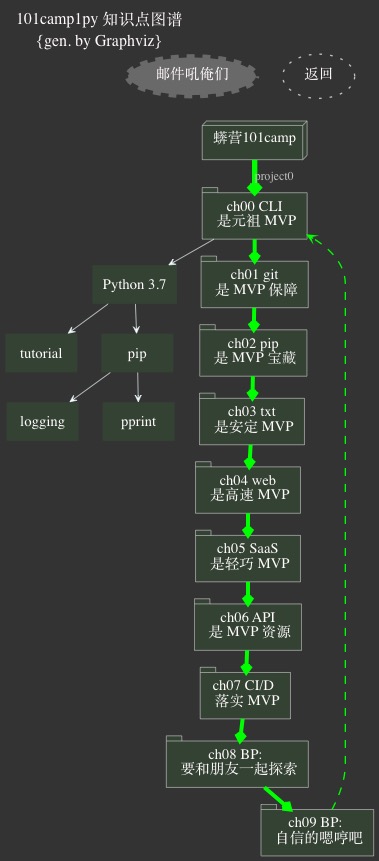 101camp1py 知识点图谱
{gen. by Graphviz}
邮件吼俺们
返回
蟒营101camp
project0
ch00 CLI
是元祖 MVP
ch01 git
是 MVP 保障
Python 3.7
ch02 pip
是 MVP 宝藏
tutorial
pip
ch03 txt
是安定 MVP
logging
pprint
ch04 web
是高速 MVP
ch05 SaaS
是轻巧 MVP
ch06 API
是 MVP 资源
ch07 CI/D
落实 MVP
ch08 BP:
要和朋友一起探索
ch09 BP:
自信的嗯哼吧